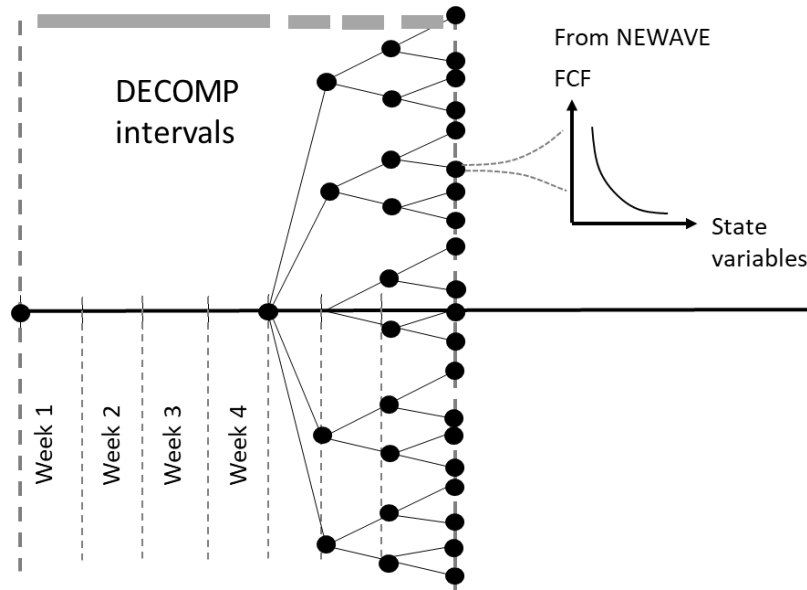 From NEWAVE
FCF
DECOMP
intervals
State
variables
Week 1
Week 2
Week 3
Week 4